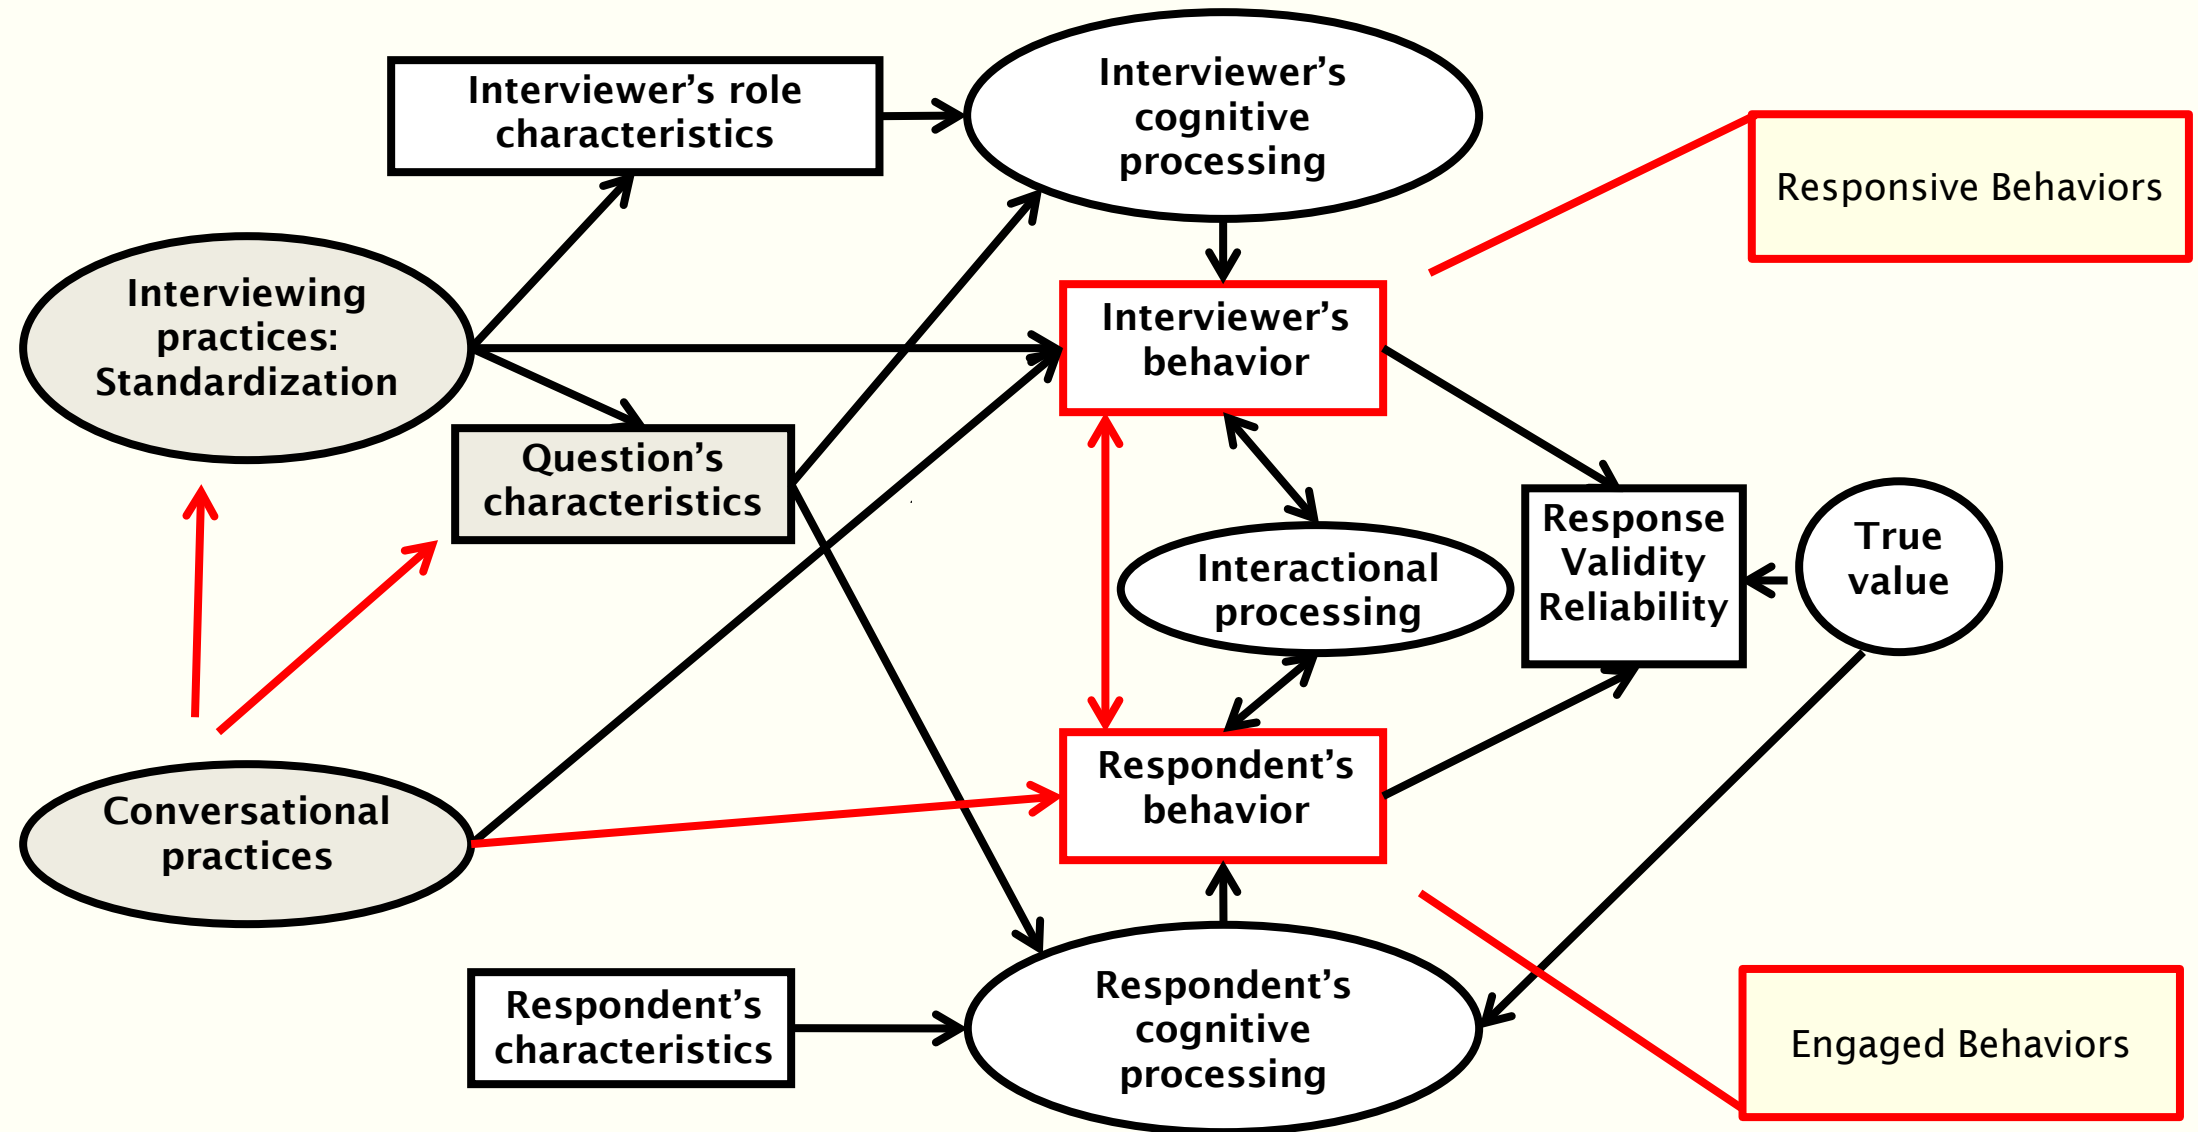 Interviewer’s role
characteristics
Interviewer’s
cognitive
processing
Responsive Behaviors
Interviewing
practices:
Standardization
Interviewer’s
behavior
Question’s
characteristics
Response
Validity
Reliability
True
value
Interactional
processing
Respondent’s
behavior
Conversational
practices
Respondent’s
characteristics
Respondent’s
cognitive
processing
Engaged Behaviors